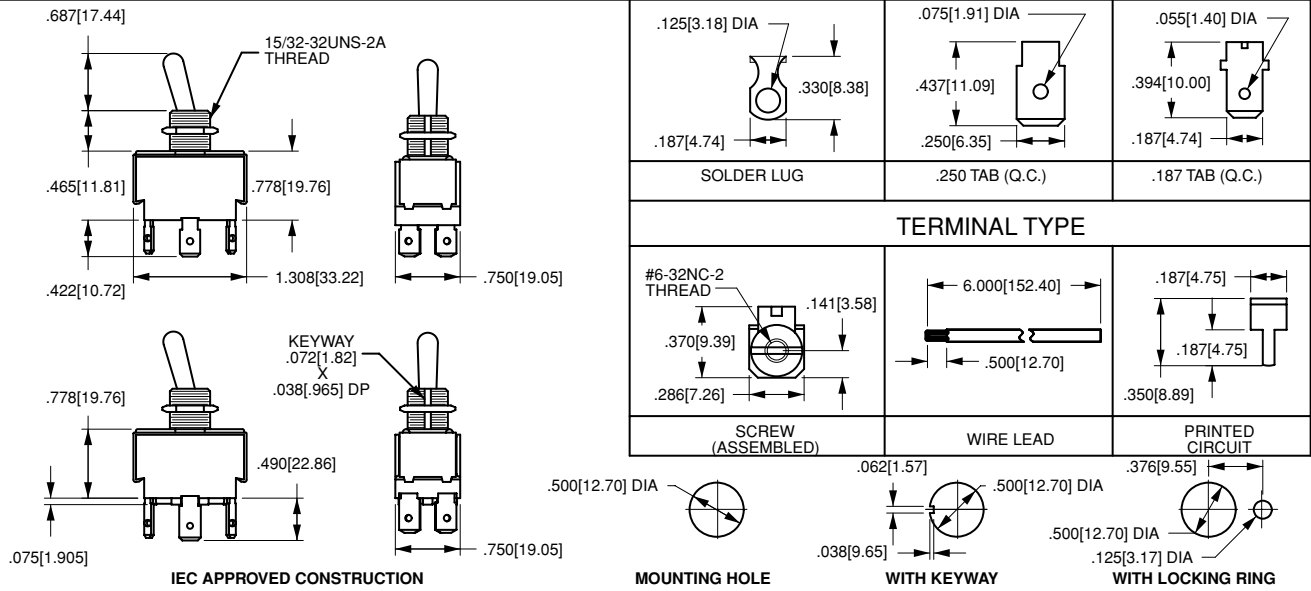 .687[17.44]
15/32-32UNS-2A
THREAD
.465[11.81]
.778[19.76]
.422[10.72]
1.308[33.22]
.750[19.05]
.125[3.18] DIA
.330[8.38]
.187[4.74]
SOLDER LUG
.075[1.91] DIA
.437[11.09]
.250[6.35]
.250 TAB (Q.C.)
.055[1.40] DIA
.394[10.00]
.187[4.74]
.187 TAB (Q.C.)
TERMINAL TYPE
#6-32NC-2
THREAD
.141[3.58]
.370[9.39]
.286[7.26]
SCREW
(ASSEMBLED)
6.000[152.40]
.500[12.70]
WIRE LEAD
.187[4.75]
.187[4.75]
.350[8.89]
PRINTED
CIRCUIT
KEYWAY
.072[1.82]
X
.038[.965] DP
.778[19.76]
.490[22.86]
.075[1.905]
.750[19.05]
IEC APPROVED CONSTRUCTION
.500[12.70] DIA
MOUNTING HOLE
.062[1.57]
.500[12.70] DIA
.038[9.65]
WITH KEYWAY
.376[9.55]
.500[12.70] DIA
.125[3.17] DIA
WITH LOCKING RING